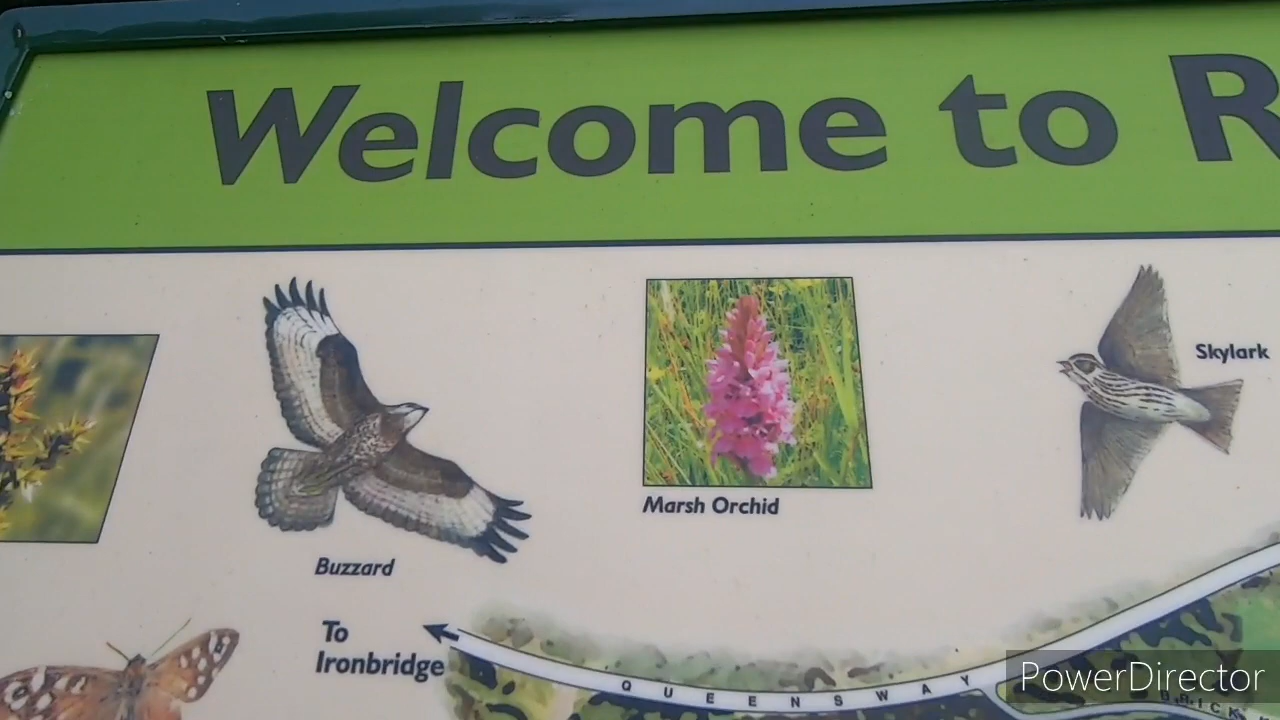 Welcome to R
Skylark
Marsh Orchid
Buzzard
To
Ironbridge
QUEENSWAY
PowerDirector